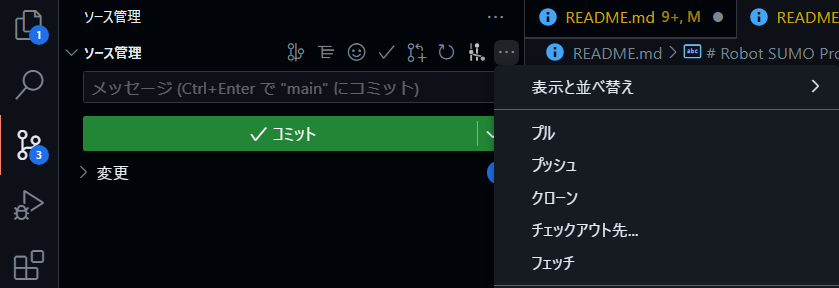 ソース管理
ソース管理
メッセージ (Ctrl+Enter で "main" にコミット)
コミット
変更
1
3
README.md 9+, M
README.md
README.md > abc # Robot SUMO Pro
表示と並べ替え
プル
プッシュ
クローン
チェックアウト先...
フェッチ